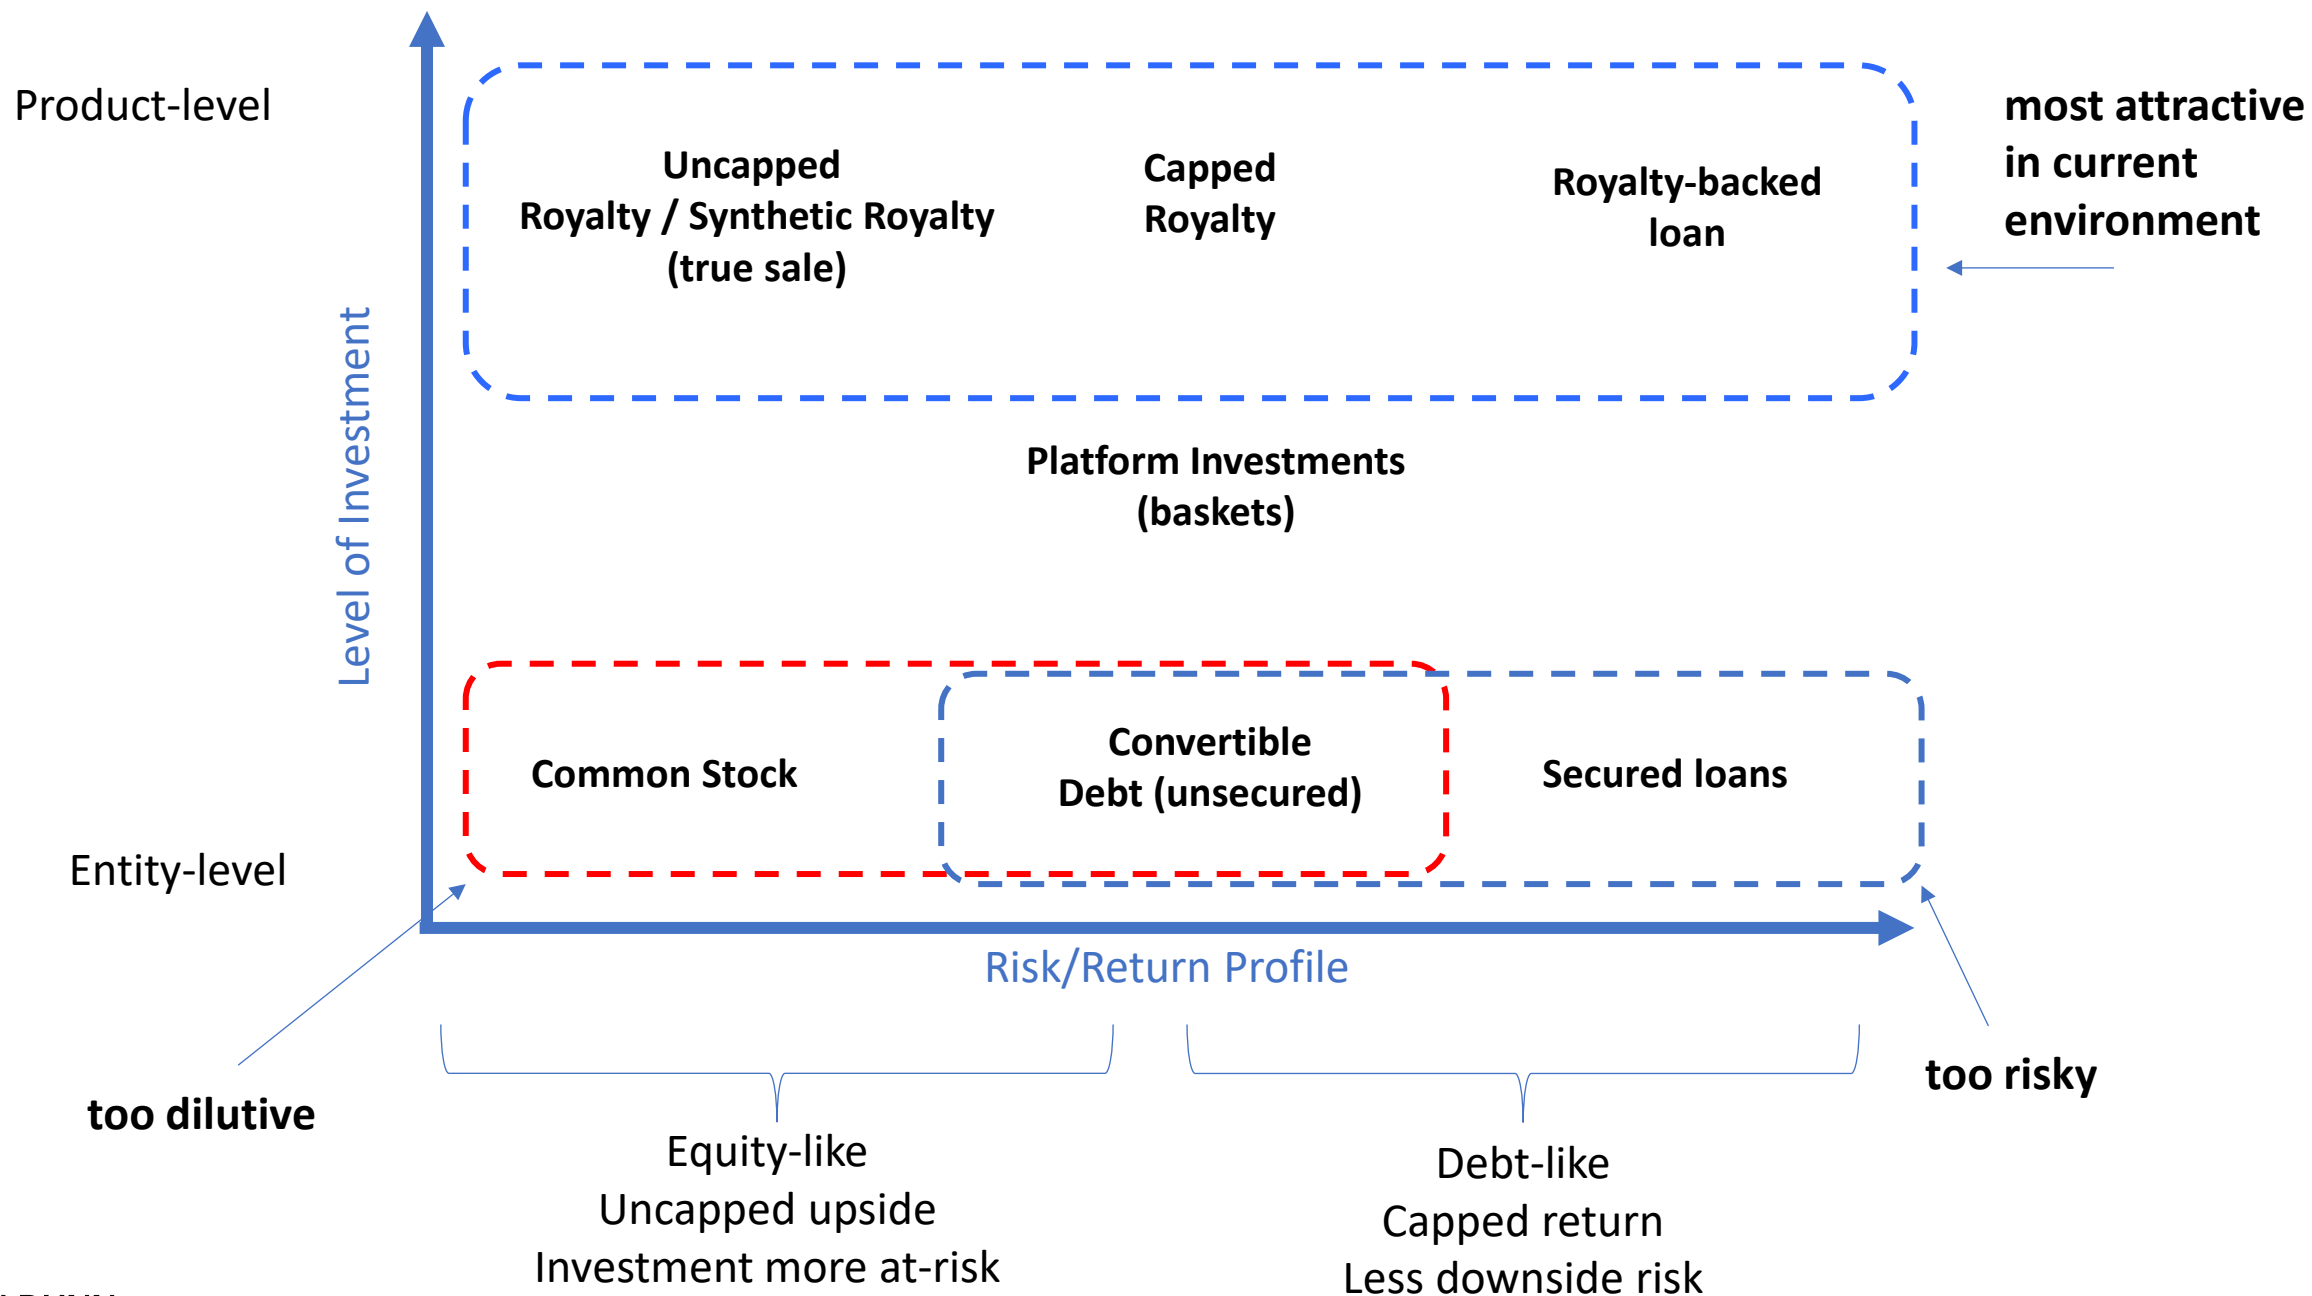 Product-level
most attractive
in current
environment
Uncapped
Royalty / Synthetic Royalty
(true sale)
Capped
Royalty
Royalty-backed
loan
Level of Investment
Platform Investments
(baskets)
Common Stock
Convertible
Debt (unsecured)
Secured loans
Entity-level
Risk/Return Profile
too dilutive
too risky
Equity-like
Uncapped upside
Investment more at-risk
Debt-like
Capped return
Less downside risk